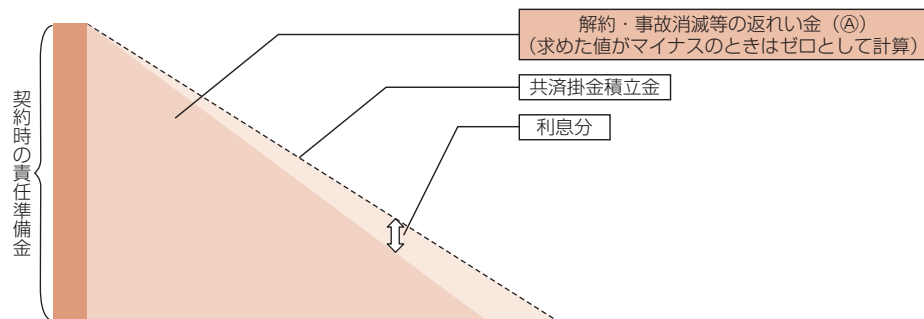 解約・事故消滅等の返れい金（Ⓐ）
（求めた値がマイナスのときはゼロとして計算）
共済掛金積立金
利息分
契約時の責任準備金